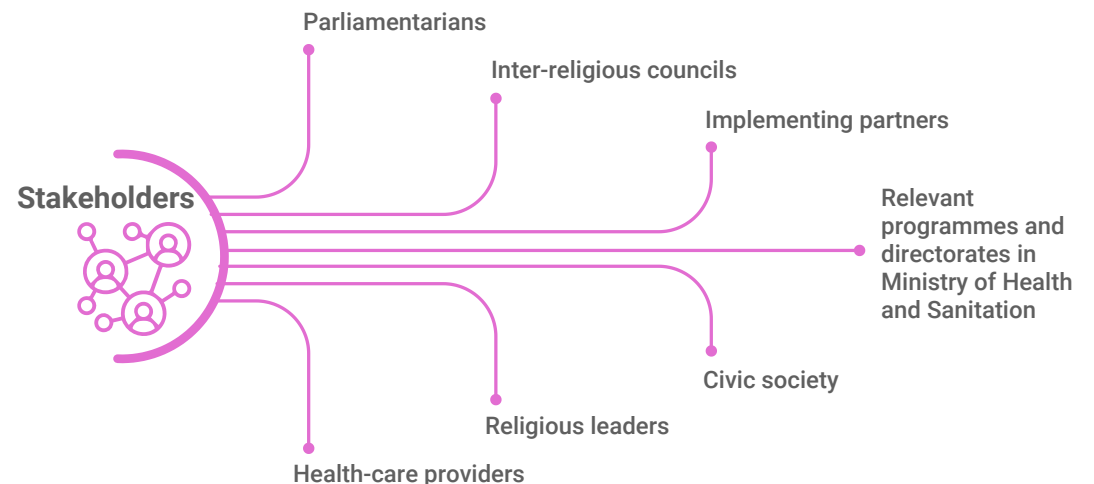 Parliamentarians
Inter-religious councils
Implementing partners
Stakeholders
Relevant
programmes and
directorates in
Ministry of Health
and Sanitation
Civic society
Religious leaders
Health-care providers